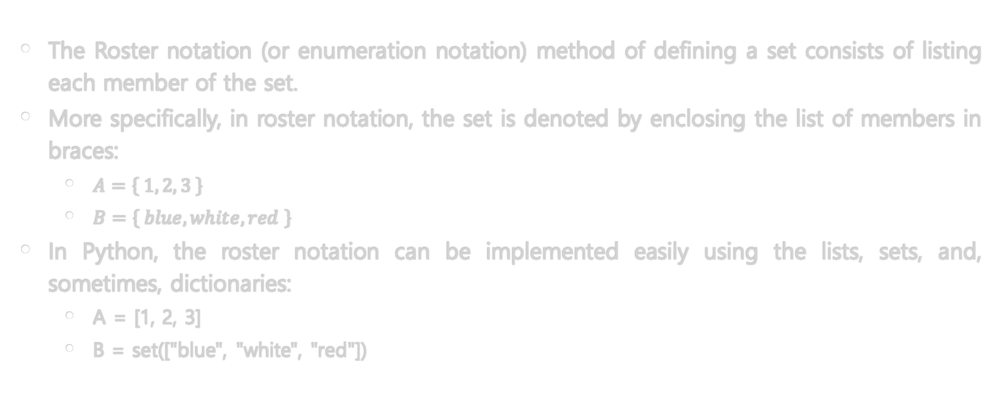 ○ The Roster notation (or enumeration notation) method of defining a set consists of listing
each member of the set.
○ More specifically, in roster notation, the set is denoted by enclosing the list of members in
braces:
○ A = { 1, 2, 3 }
○ B = { blue, white, red }
○ In Python, the roster notation can be implemented easily using the lists, sets, and,
sometimes, dictionaries:
○ A = [1, 2, 3]
○ B = set(["blue", "white", "red"])